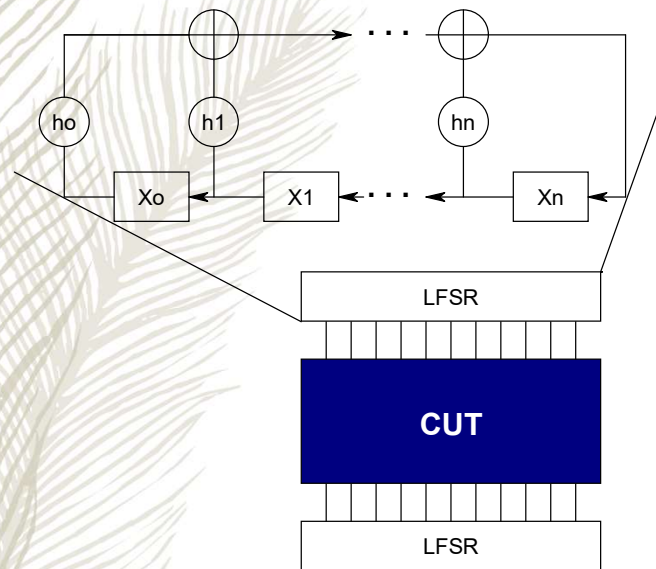 . . .
ho h1 hn
Xo X1 . . . Xn
LFSR
CUT
LFSR